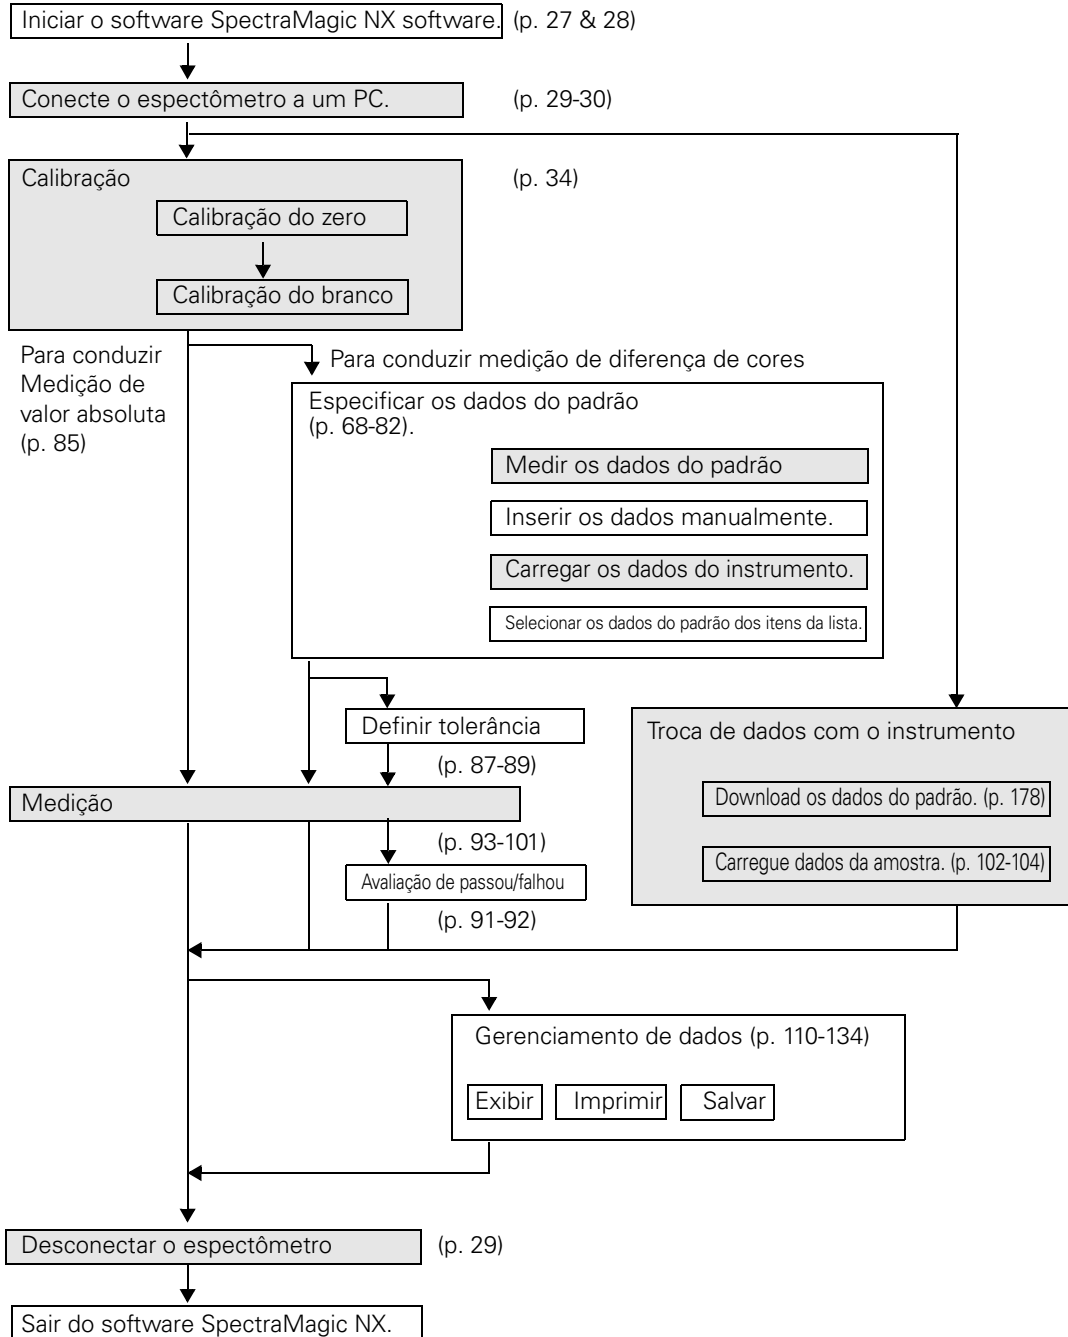 Iniciar o software SpectraMagic NX software. (p. 27 & 28)
Conecte o espectômetro a um PC. (p. 29-30)
Calibração (p. 34)
Calibração do zero
Calibração do branco
Para conduzir
Medição de
valor absoluta
(p. 85)
Para conduzir medição de diferença de cores
Especificar os dados do padrão
(p. 68-82).
Medir os dados do padrão
Inserir os dados manualmente.
Carregar os dados do instrumento.
Selecionar os dados do padrão dos itens da lista.
Definir tolerância
(p. 87-89)
Troca de dados com o instrumento
Download os dados do padrão. (p. 178)
Carregue dados da amostra. (p. 102-104)
Medição
(p. 93-101)
Avaliação de passou/falhou
(p. 91-92)
Gerenciamento de dados (p. 110-134)
Exibir Imprimir Salvar
Desconectar o espectômetro (p. 29)
Sair do software SpectraMagic NX.